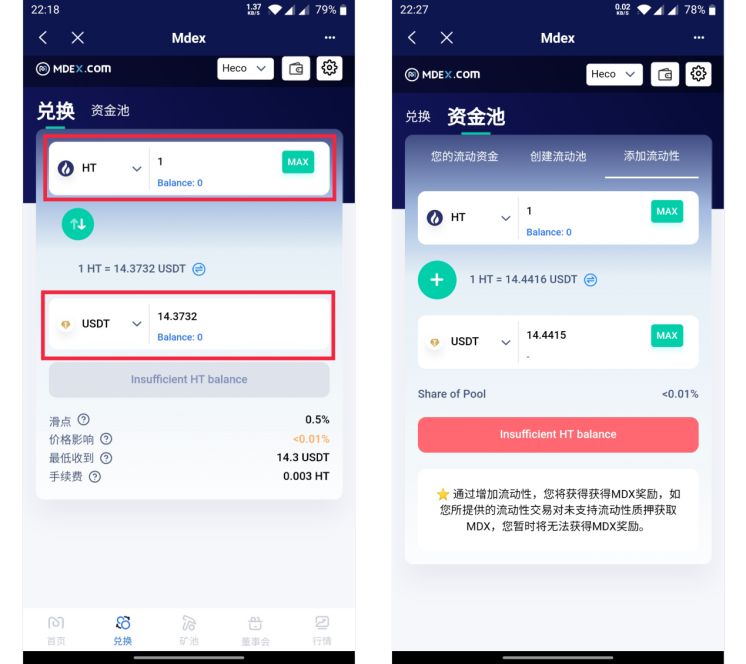 22:18
1.37 KB/S
79%
Mdex
MDEX.COM
Heco
兑换 资金池
HT
1
MAX
Balance: 0
1 HT = 14.3732 USDT
USDT
14.3732
Balance: 0
Insufficient HT balance
滑点 ? 0.5%
价格影响 ? <0.01%
最低收到 ? 14.3 USDT
手续费 ? 0.003 HT
首页 兑换 矿池 董事会 行情
22:27
0.02 KB/S
78%
Mdex
MDEX.COM
Heco
兑换 资金池
您的流动资金 创建流动池 添加流动性
HT
1
MAX
Balance: 0
1 HT = 14.4416 USDT
USDT
14.4415
MAX
-
Share of Pool <0.01%
Insufficient HT balance
通过增加流动性，您将获得获得MDX奖励，如
您所提供的流动性交易对未支持流动性质押获取
MDX，您暂时将无法获得MDX奖励。